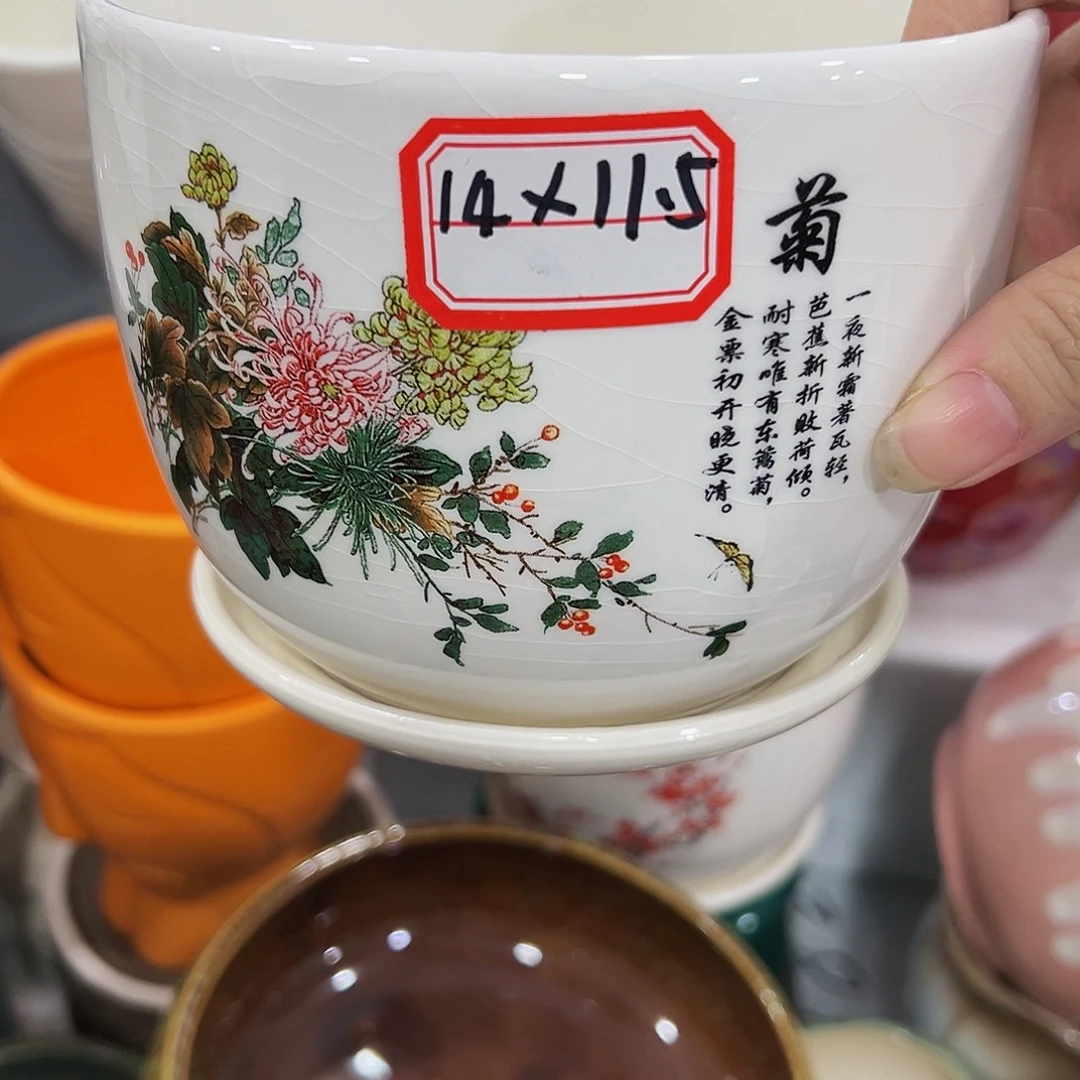 14×11.5
菊
一夜新霜著瓦轻，
芭蕉新折败荷倾。
耐寒唯有东篱菊，
金粟初开晓更清。